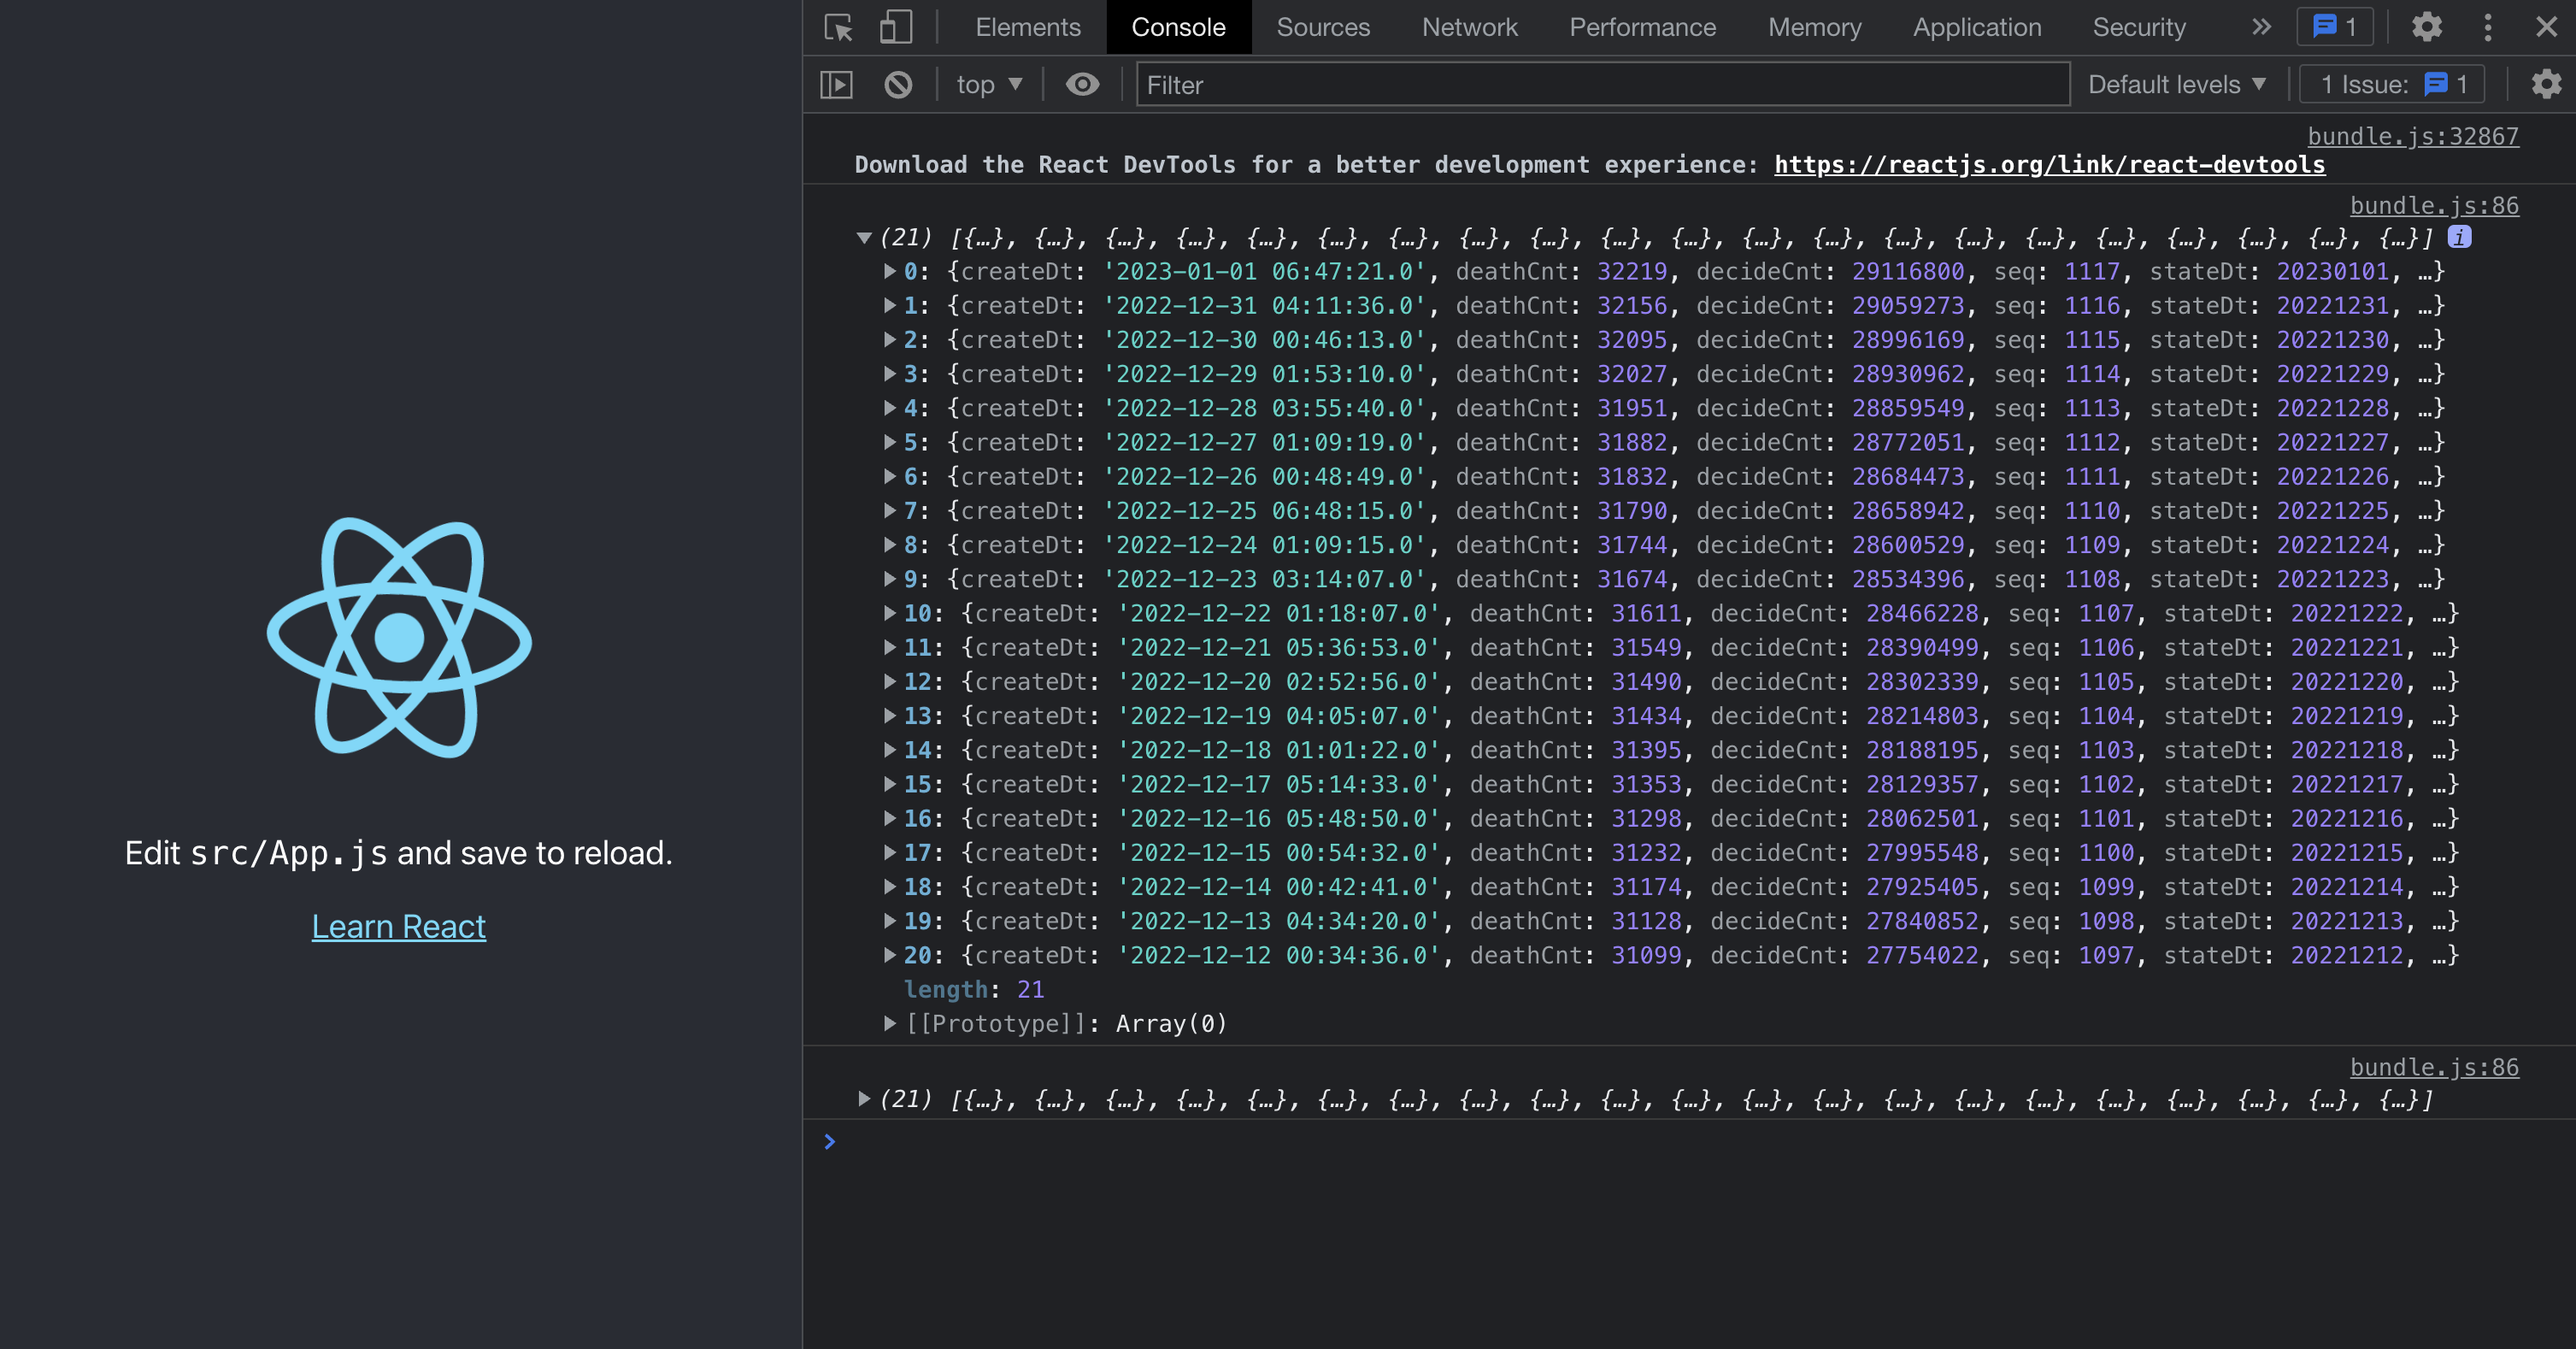 Edit src/App.js and save to reload.
Learn React
Elements Console Sources Network Performance Memory Application Security » 1
top ▼ Filter Default levels ▼ 1 Issue: 1
bundle.js:32867
Download the React DevTools for a better development experience: https://reactjs.org/link/react-devtools
bundle.js:86
▼(21) [{…}, {…}, {…}, {…}, {…}, {…}, {…}, {…}, {…}, {…}, {…}, {…}, {…}, {…}, {…}, {…}, {…}, {…}, {…}, {…}, {…}] i
▶0: {createDt: '2023-01-01 06:47:21.0', deathCnt: 32219, decideCnt: 29116800, seq: 1117, stateDt: 20230101, …}
▶1: {createDt: '2022-12-31 04:11:36.0', deathCnt: 32156, decideCnt: 29059273, seq: 1116, stateDt: 20221231, …}
▶2: {createDt: '2022-12-30 00:46:13.0', deathCnt: 32095, decideCnt: 28996169, seq: 1115, stateDt: 20221230, …}
▶3: {createDt: '2022-12-29 01:53:10.0', deathCnt: 32027, decideCnt: 28930962, seq: 1114, stateDt: 20221229, …}
▶4: {createDt: '2022-12-28 03:55:40.0', deathCnt: 31951, decideCnt: 28859549, seq: 1113, stateDt: 20221228, …}
▶5: {createDt: '2022-12-27 01:09:19.0', deathCnt: 31882, decideCnt: 28772051, seq: 1112, stateDt: 20221227, …}
▶6: {createDt: '2022-12-26 00:48:49.0', deathCnt: 31832, decideCnt: 28684473, seq: 1111, stateDt: 20221226, …}
▶7: {createDt: '2022-12-25 06:48:15.0', deathCnt: 31790, decideCnt: 28658942, seq: 1110, stateDt: 20221225, …}
▶8: {createDt: '2022-12-24 01:09:15.0', deathCnt: 31744, decideCnt: 28600529, seq: 1109, stateDt: 20221224, …}
▶9: {createDt: '2022-12-23 03:14:07.0', deathCnt: 31674, decideCnt: 28534396, seq: 1108, stateDt: 20221223, …}
▶10: {createDt: '2022-12-22 01:18:07.0', deathCnt: 31611, decideCnt: 28466228, seq: 1107, stateDt: 20221222, …}
▶11: {createDt: '2022-12-21 05:36:53.0', deathCnt: 31549, decideCnt: 28390499, seq: 1106, stateDt: 20221221, …}
▶12: {createDt: '2022-12-20 02:52:56.0', deathCnt: 31490, decideCnt: 28302339, seq: 1105, stateDt: 20221220, …}
▶13: {createDt: '2022-12-19 04:05:07.0', deathCnt: 31434, decideCnt: 28214803, seq: 1104, stateDt: 20221219, …}
▶14: {createDt: '2022-12-18 01:01:22.0', deathCnt: 31395, decideCnt: 28188195, seq: 1103, stateDt: 20221218, …}
▶15: {createDt: '2022-12-17 05:14:33.0', deathCnt: 31353, decideCnt: 28129357, seq: 1102, stateDt: 20221217, …}
▶16: {createDt: '2022-12-16 05:48:50.0', deathCnt: 31298, decideCnt: 28062501, seq: 1101, stateDt: 20221216, …}
▶17: {createDt: '2022-12-15 00:54:32.0', deathCnt: 31232, decideCnt: 27995548, seq: 1100, stateDt: 20221215, …}
▶18: {createDt: '2022-12-14 00:42:41.0', deathCnt: 31174, decideCnt: 27925405, seq: 1099, stateDt: 20221214, …}
▶19: {createDt: '2022-12-13 04:34:20.0', deathCnt: 31128, decideCnt: 27840852, seq: 1098, stateDt: 20221213, …}
▶20: {createDt: '2022-12-12 00:34:36.0', deathCnt: 31099, decideCnt: 27754022, seq: 1097, stateDt: 20221212, …}
length: 21
▶[[Prototype]]: Array(0)
bundle.js:86
▶(21) [{…}, {…}, {…}, {…}, {…}, {…}, {…}, {…}, {…}, {…}, {…}, {…}, {…}, {…}, {…}, {…}, {…}, {…}, {…}, {…}, {…}]